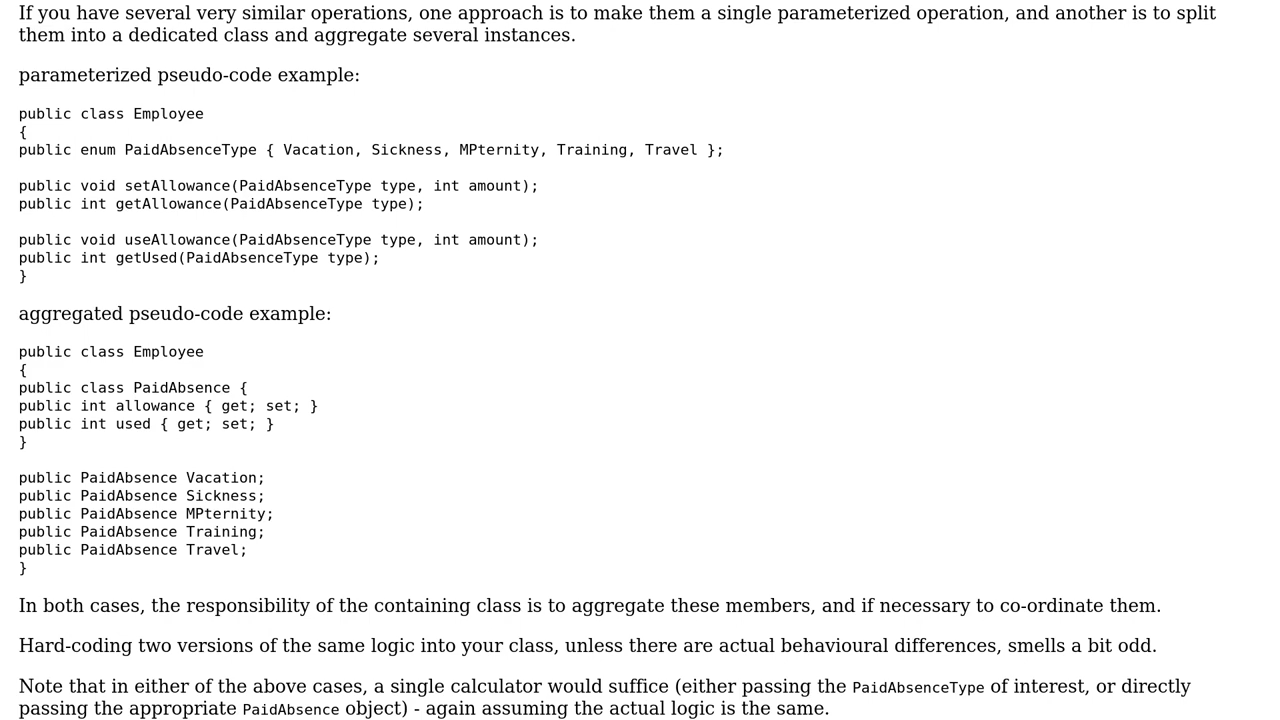 If you have several very similar operations, one approach is to make them a single parameterized operation, and another is to split
them into a dedicated class and aggregate several instances.
parameterized pseudo-code example:
public class Employee
{
public enum PaidAbsenceType { Vacation, Sickness, MPternity, Training, Travel };
public void setAllowance(PaidAbsenceType type, int amount);
public int getAllowance(PaidAbsenceType type);
public void useAllowance(PaidAbsenceType type, int amount);
public int getUsed(PaidAbsenceType type);
}
aggregated pseudo-code example:
public class Employee
{
public class PaidAbsence {
public int allowance { get; set; }
public int used { get; set; }
}
public PaidAbsence Vacation;
public PaidAbsence Sickness;
public PaidAbsence MPternity;
public PaidAbsence Training;
public PaidAbsence Travel;
}
In both cases, the responsibility of the containing class is to aggregate these members, and if necessary to co-ordinate them.
Hard-coding two versions of the same logic into your class, unless there are actual behavioural differences, smells a bit odd.
Note that in either of the above cases, a single calculator would suffice (either passing the PaidAbsenceType of interest, or directly
passing the appropriate PaidAbsence object) - again assuming the actual logic is the same.